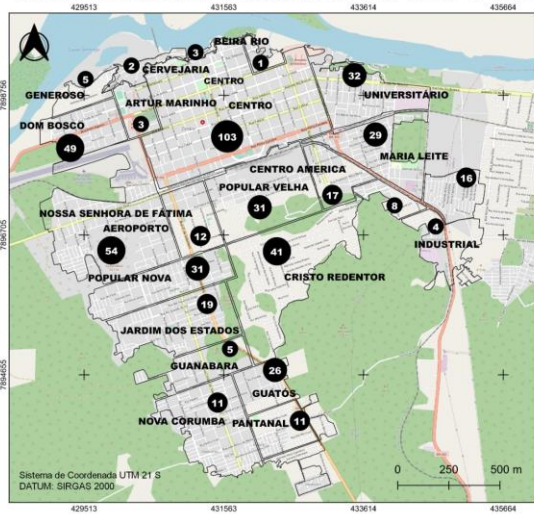 429513 431563 433614 435664
BEIRA RIO
3
2
1
CERVEJARIA
5
32
CENTRO
GENEROSO
UNIVERSITÁRIO
7898756
ARTUR MARINHO
CENTRO
DOM BOSCO
3
103
29
49
MARIA LEITE
CENTRO AMERICA
16
POPULAR VELHA
17
31
8
NOSSA SENHORA DE FÁTIMA
AEROPORTO
7896705
12
4
INDUSTRIAL
54
41
31
POPULAR NOVA
CRISTO REDENTOR
19
JARDIM DOS ESTADOS
5
GUANABARA
26
7894655
GUATÓS
11
NOVA CORUMBA
PANTANAL
11
Sistema de Coordenada UTM 21 S
DATUM: SIRGAS 2000
0 250 500 m
429513 431563 433614 435664